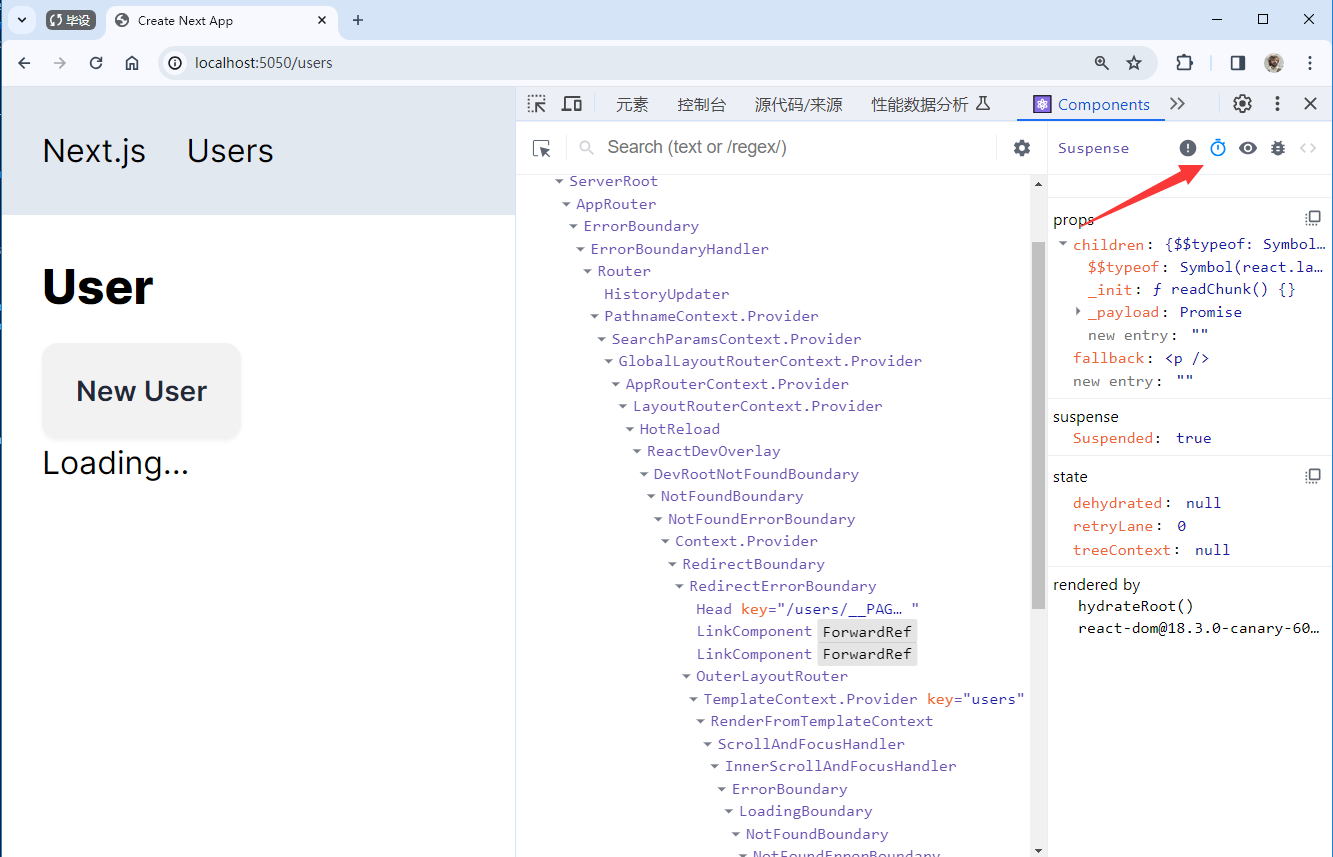 毕设
Create Next App
localhost:5050/users
Next.js
Users
User
New User
Loading...
元素
控制台
源代码/来源
性能数据分析
Components
Search (text or /regex/)
ServerRoot
AppRouter
ErrorBoundary
ErrorBoundaryHandler
Router
HistoryUpdater
PathnameContext.Provider
SearchParamsContext.Provider
GlobalLayoutRouterContext.Provider
AppRouterContext.Provider
LayoutRouterContext.Provider
HotReload
ReactDevOverlay
DevRootNotFoundBoundary
NotFoundBoundary
NotFoundErrorBoundary
Context.Provider
RedirectBoundary
RedirectErrorBoundary
Head key="/users/__PAG… "
LinkComponent ForwardRef
LinkComponent ForwardRef
OuterLayoutRouter
TemplateContext.Provider key="users"
RenderFromTemplateContext
ScrollAndFocusHandler
InnerScrollAndFocusHandler
ErrorBoundary
LoadingBoundary
NotFoundBoundary
NotFoundErrorBoundary
Suspense
props
children: {$$typeof: Symbol…
$$typeof: Symbol(react.la…
_init: ƒ readChunk() {}
_payload: Promise
new entry: ""
fallback: <p />
new entry: ""
suspense
Suspended: true
state
dehydrated: null
retryLane: 0
treeContext: null
rendered by
hydrateRoot()
react-dom@18.3.0-canary-60…